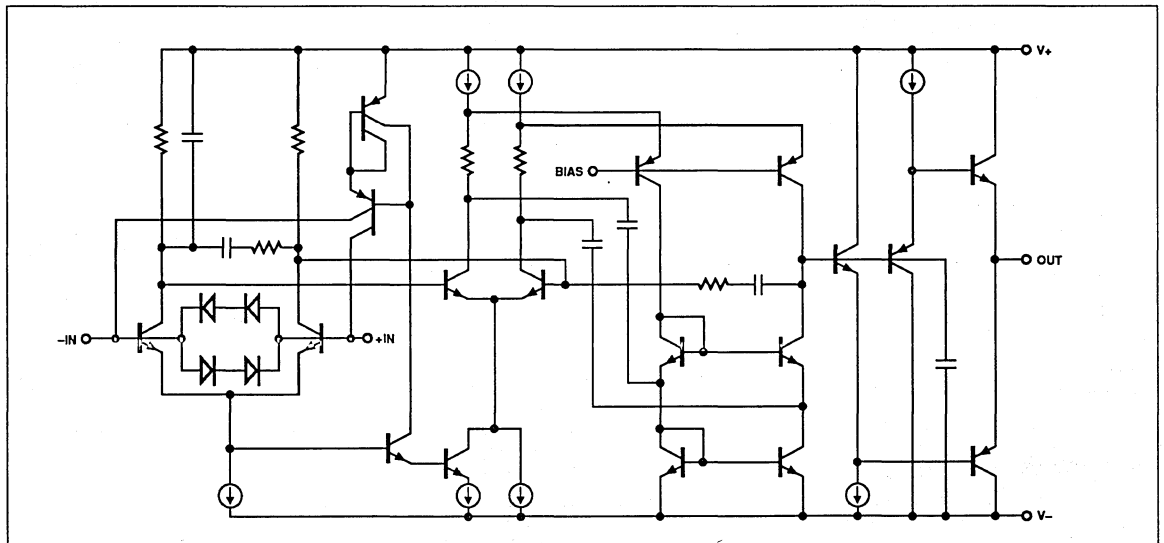 V+
BIAS
OUT
-IN
+IN
V-